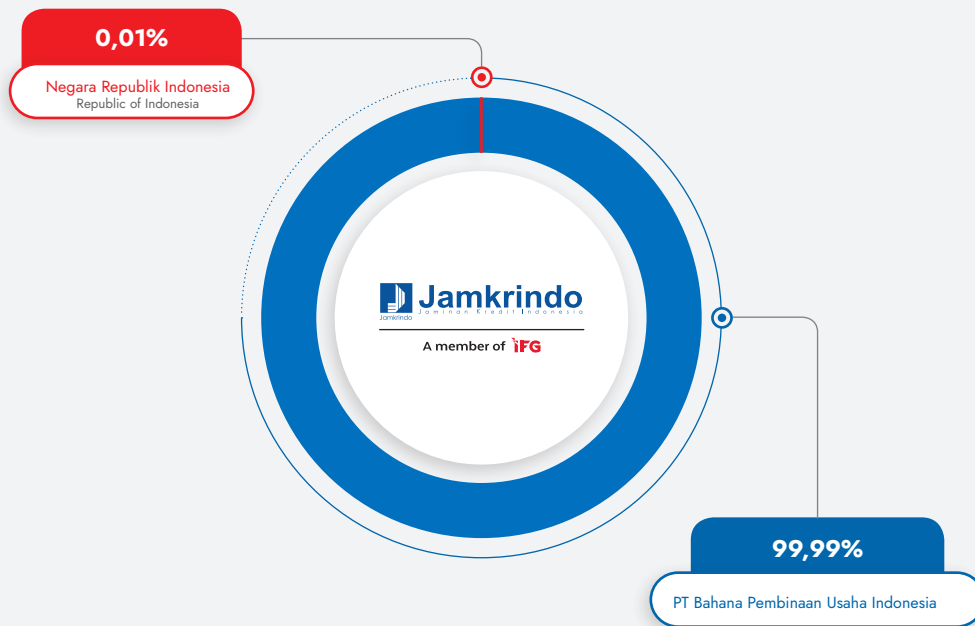 0,01%
Negara Republik Indonesia
Republic of Indonesia
Jamkrindo
Jamkrindo
Jaminan Kredit Indonesia
A member of IFG
99,99%
PT Bahana Pembinaan Usaha Indonesia